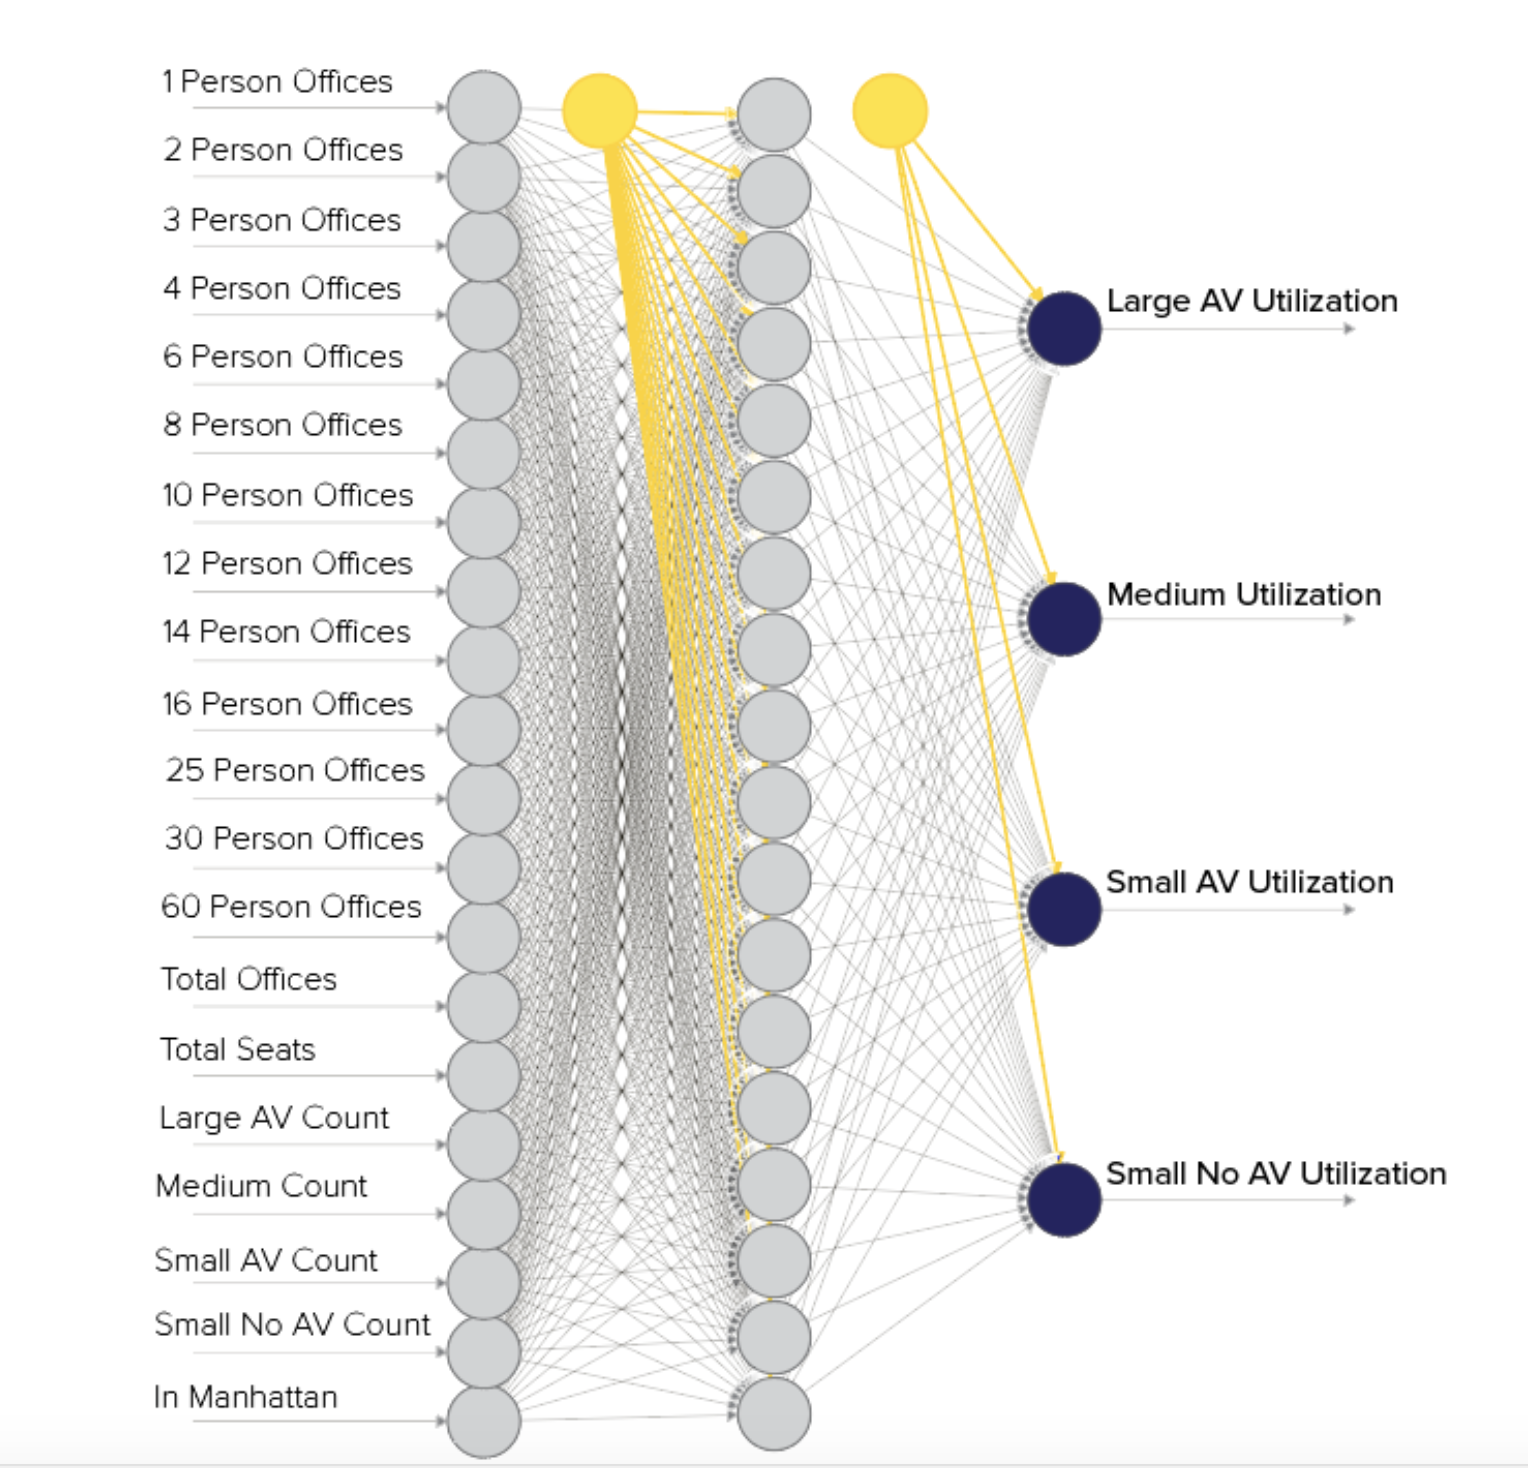 1 Person Offices
2 Person Offices
3 Person Offices
4 Person Offices
6 Person Offices
8 Person Offices
10 Person Offices
12 Person Offices
14 Person Offices
16 Person Offices
25 Person Offices
30 Person Offices
60 Person Offices
Total Offices
Total Seats
Large AV Count
Medium Count
Small AV Count
Small No AV Count
In Manhattan
Large AV Utilization
Medium Utilization
Small AV Utilization
Small No AV Utilization